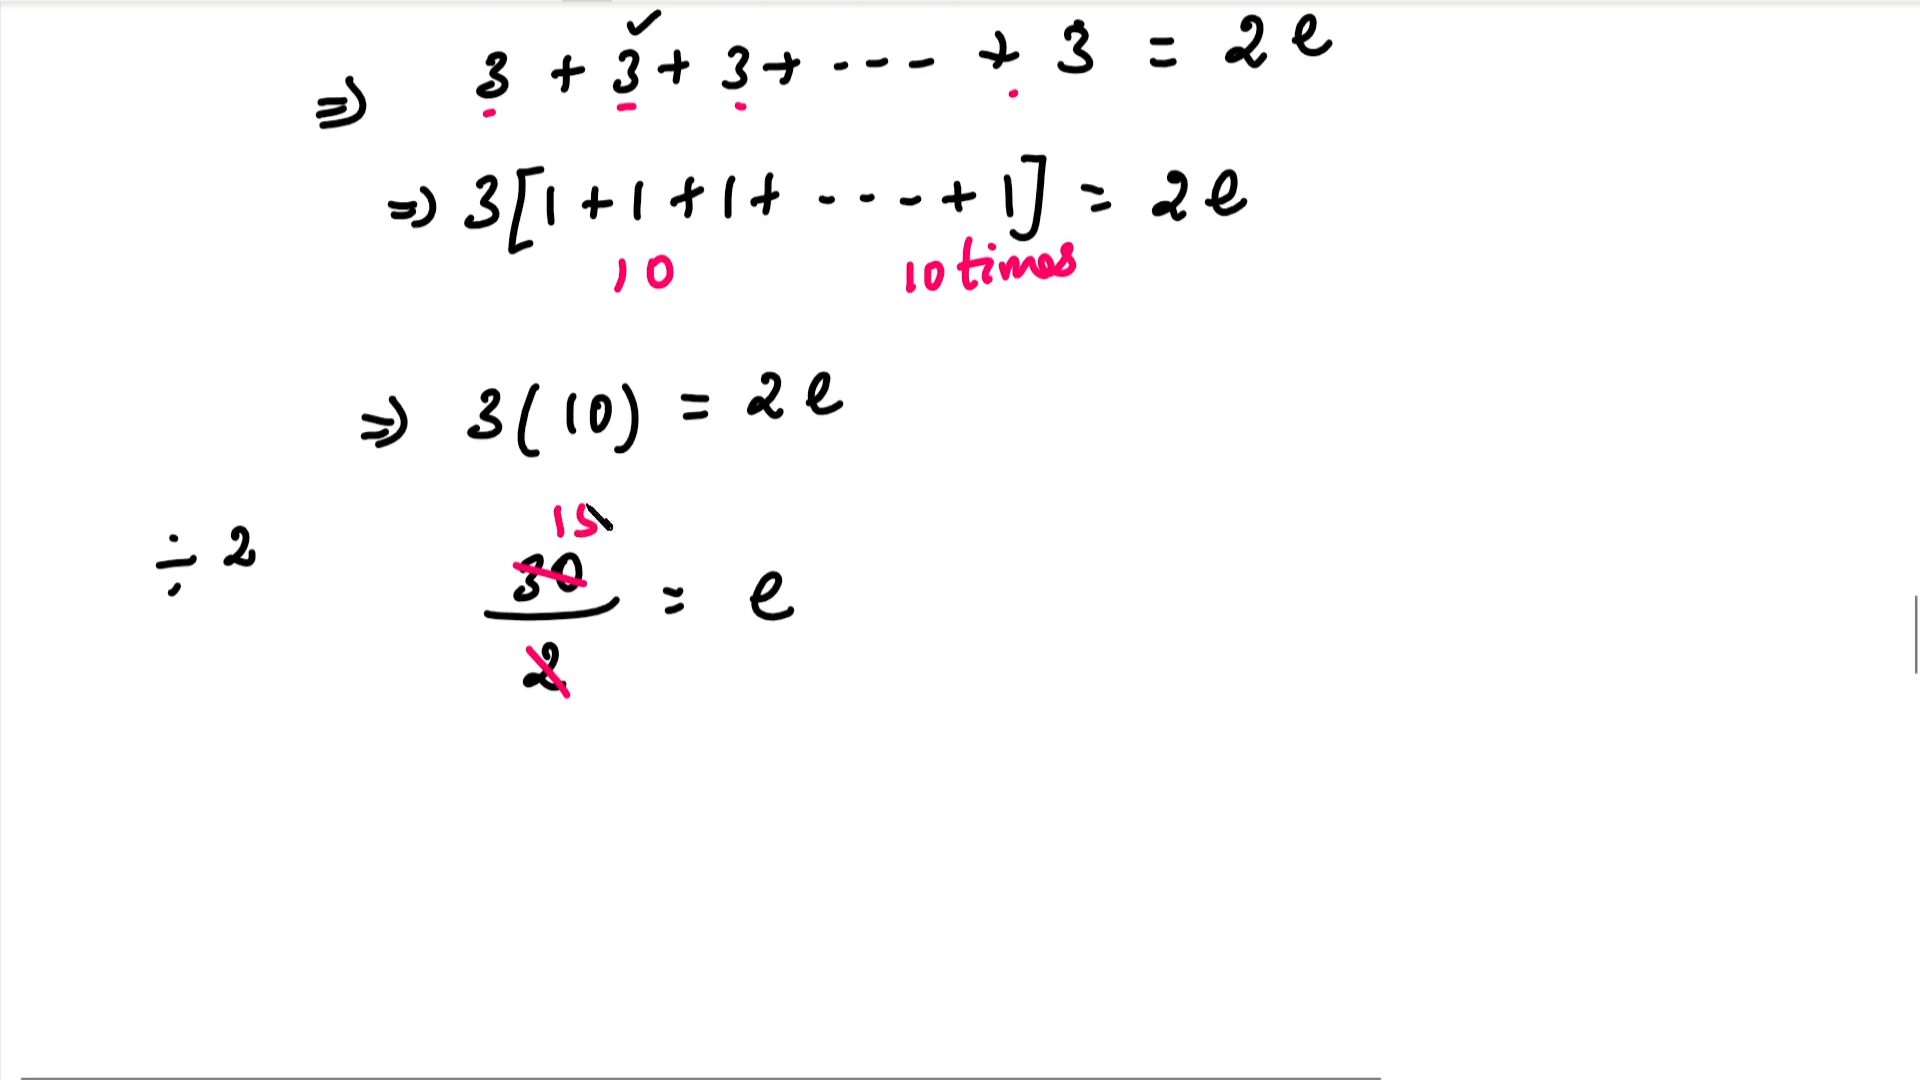 ⇒ 3 + 3 + 3 + - - - + 3 = 2e
⇒ 3[1 + 1 + 1 + - - - + 1] = 2e
10 10 times
⇒ 3(10) = 2e
15
÷ 2 30/2 = e